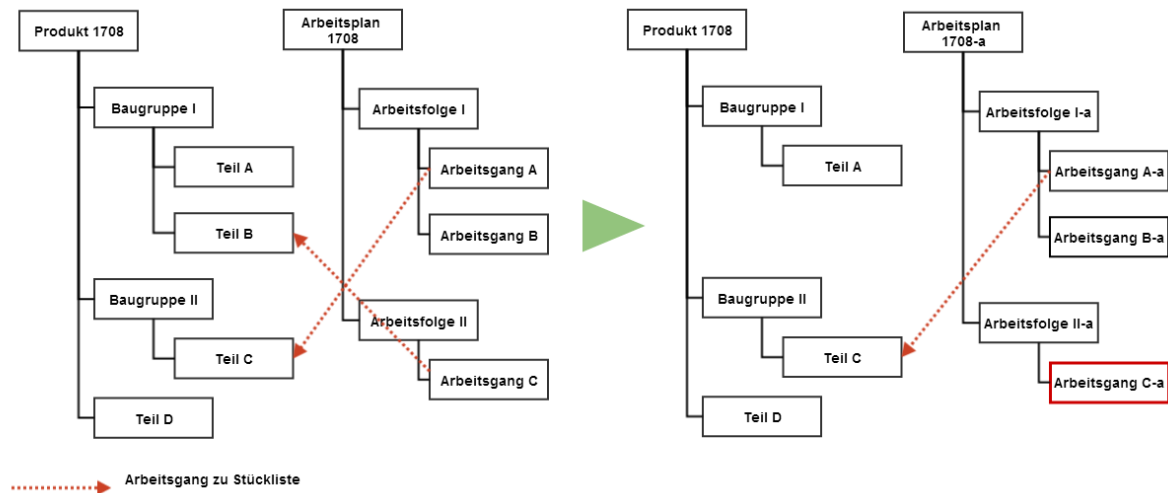 Produkt 1708
Arbeitsplan
1708
Baugruppe I
Arbeitsfolge I
Teil A
Arbeitsgang A
Teil B
Arbeitsgang B
Baugruppe II
Arbeitsfolge II
Teil C
Arbeitsgang C
Teil D
Arbeitsgang zu Stückliste
Produkt 1708
Arbeitsplan
1708-a
Baugruppe I
Arbeitsfolge I-a
Teil A
Arbeitsgang A-a
Arbeitsgang B-a
Baugruppe II
Arbeitsfolge II-a
Teil C
Arbeitsgang C-a
Teil D